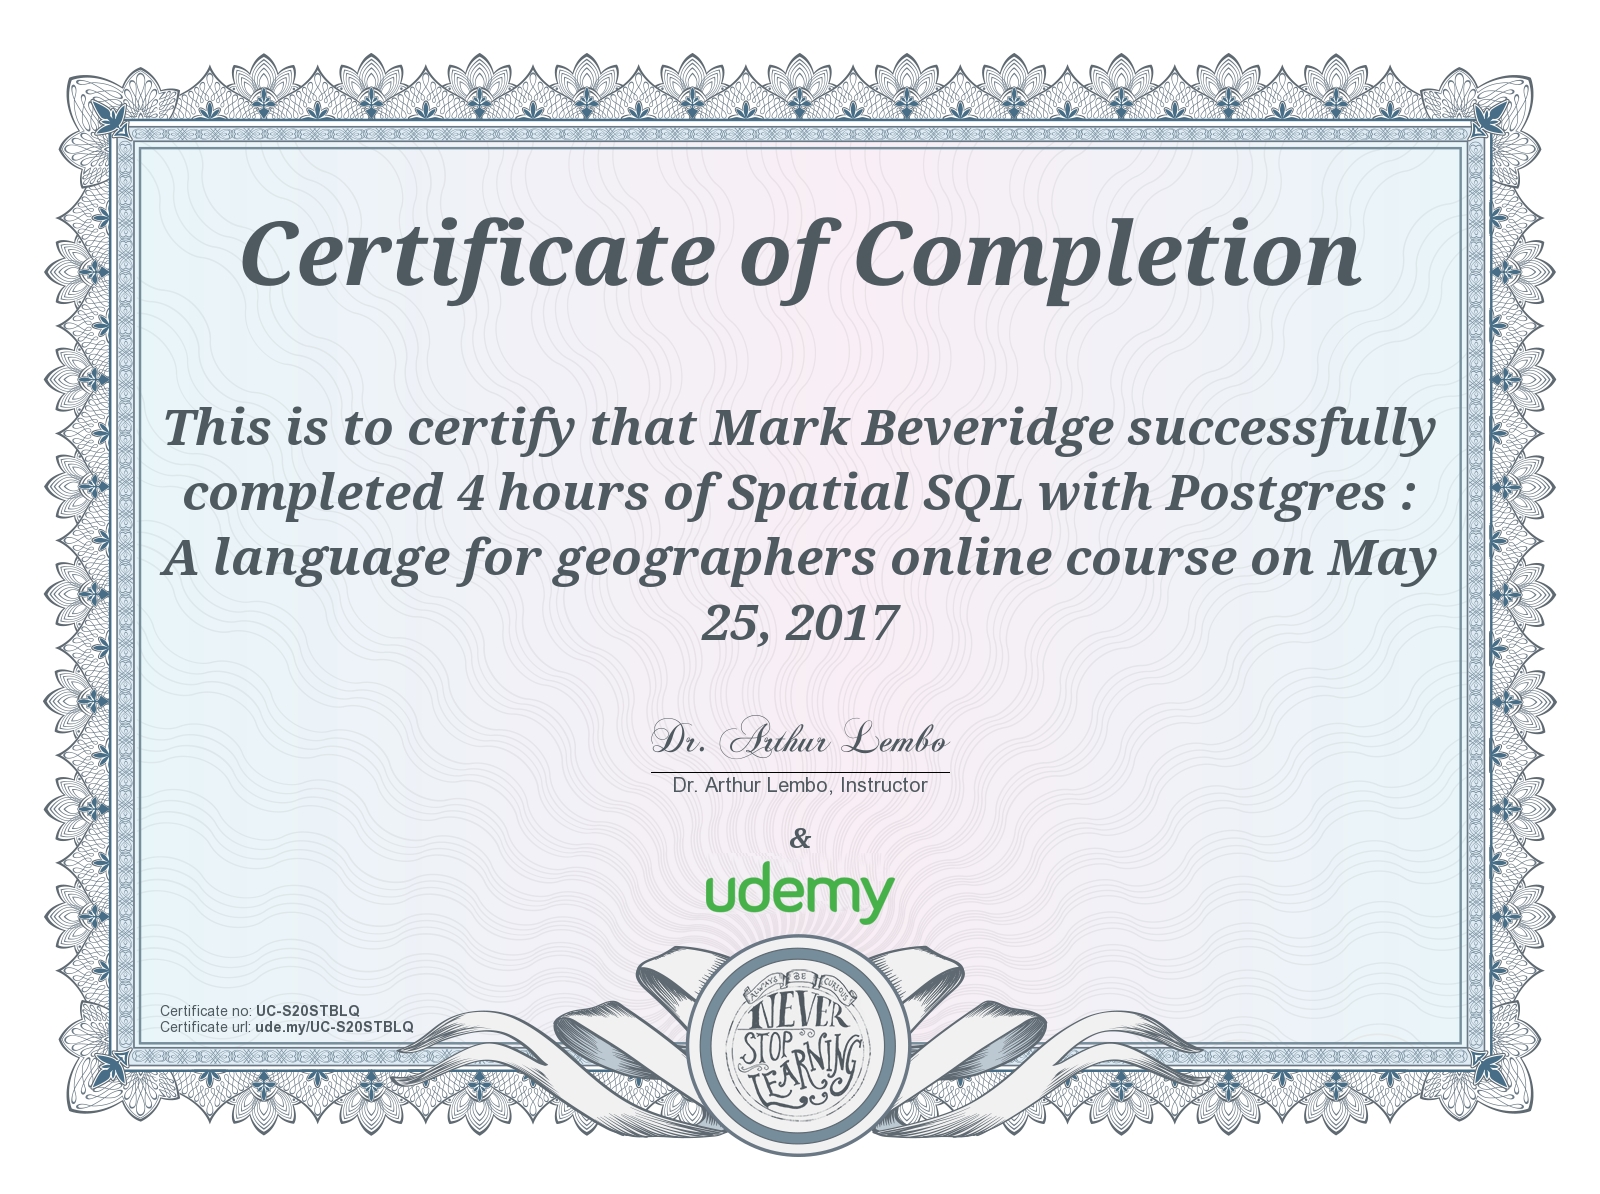 Certificate of Completion
This is to certify that Mark Beveridge successfully
completed 4 hours of Spatial SQL with Postgres :
A language for geographers online course on May
25, 2017
Dr. Arthur Lembo
Dr. Arthur Lembo, Instructor
&
udemy
Certificate no: UC-S20STBLQ
Certificate url: ude.my/UC-S20STBLQ
ALWAYS BE CURIOUS
NEVER
STOP
LEARNING